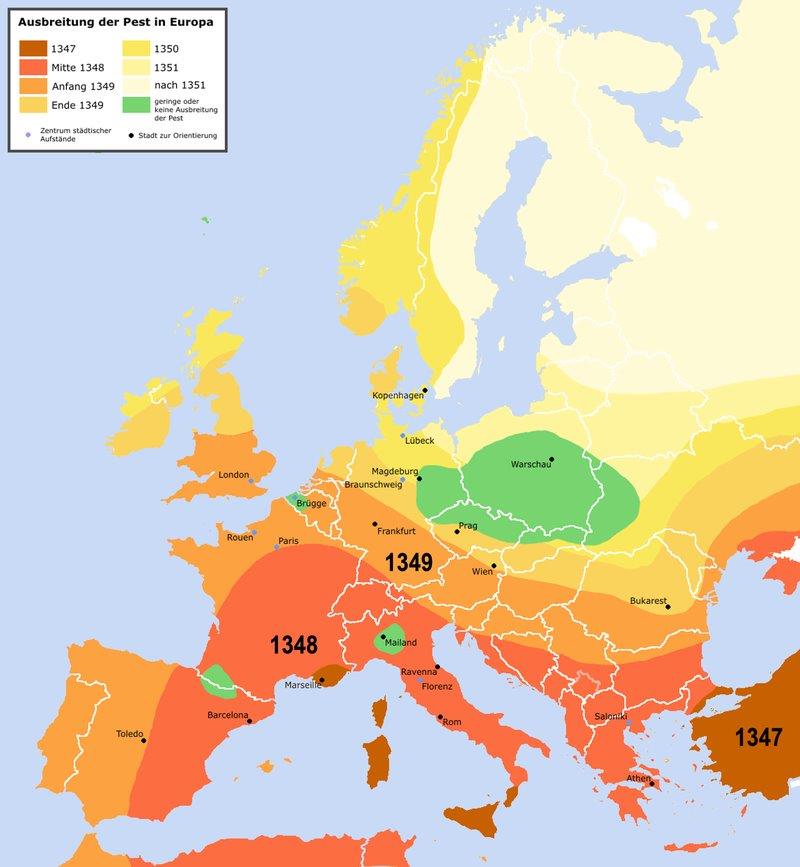 Ausbreitung der Pest in Europa
1347
Mitte 1348
Anfang 1349
Ende 1349
1350
1351
nach 1351
geringe oder
keine Ausbreitung
der Pest
Zentrum städtischer
Aufstände
Stadt zur Orientierung
Kopenhagen
Lübeck
Warschau
Magdeburg
Braunschweig
London
Brügge
Frankfurt
Prag
Rouen
Paris
1349
Wien
Bukarest
1348
Mailand
Ravenna
Marseille
Florenz
Barcelona
Rom
Saloniki
Toledo
1347
Athen